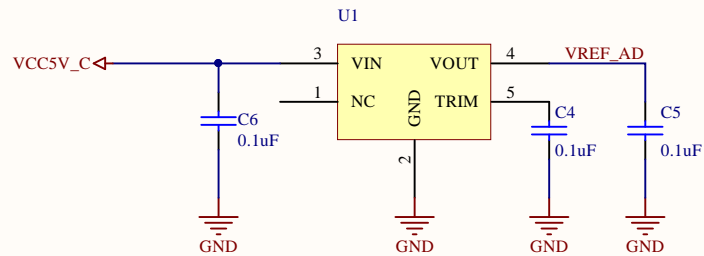 U1
VCC5V_C
3
VIN
VOUT
4
VREF_AD
1
NC
GND
TRIM
5
C6
0.1uF
2
C4
0.1uF
C5
0.1uF
GND
GND
GND
GND